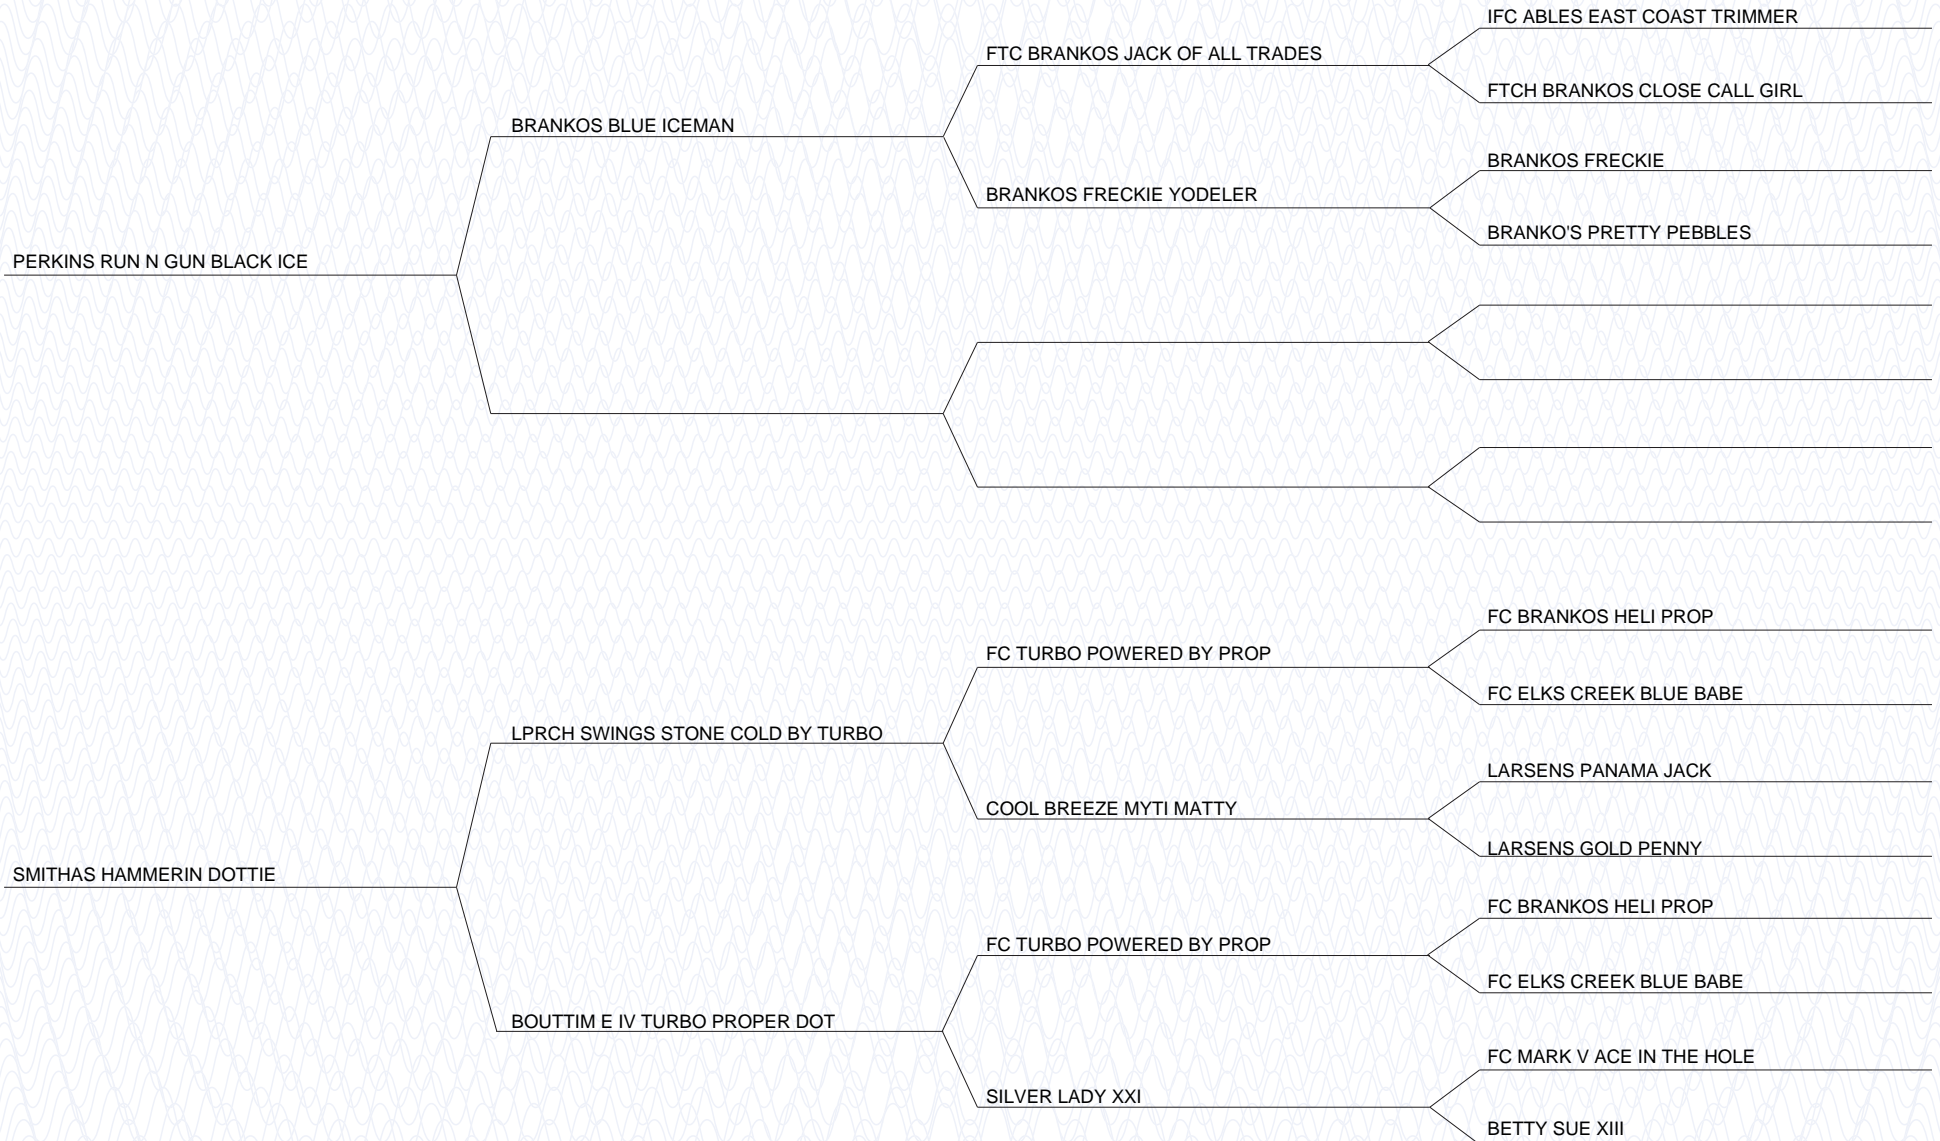 IFC ABLES EAST COAST TRIMMER
FTC BRANKOS JACK OF ALL TRADES
FTCH BRANKOS CLOSE CALL GIRL
BRANKOS BLUE ICEMAN
BRANKOS FRECKIE
BRANKOS FRECKIE YODELER
BRANKO'S PRETTY PEBBLES
PERKINS RUN N GUN BLACK ICE
FC BRANKOS HELI PROP
FC TURBO POWERED BY PROP
FC ELKS CREEK BLUE BABE
LPRCH SWINGS STONE COLD BY TURBO
LARSENS PANAMA JACK
COOL BREEZE MYTI MATTY
LARSENS GOLD PENNY
SMITHAS HAMMERIN DOTTIE
FC BRANKOS HELI PROP
FC TURBO POWERED BY PROP
FC ELKS CREEK BLUE BABE
BOUTTIM E IV TURBO PROPER DOT
FC MARK V ACE IN THE HOLE
SILVER LADY XXI
BETTY SUE XIII